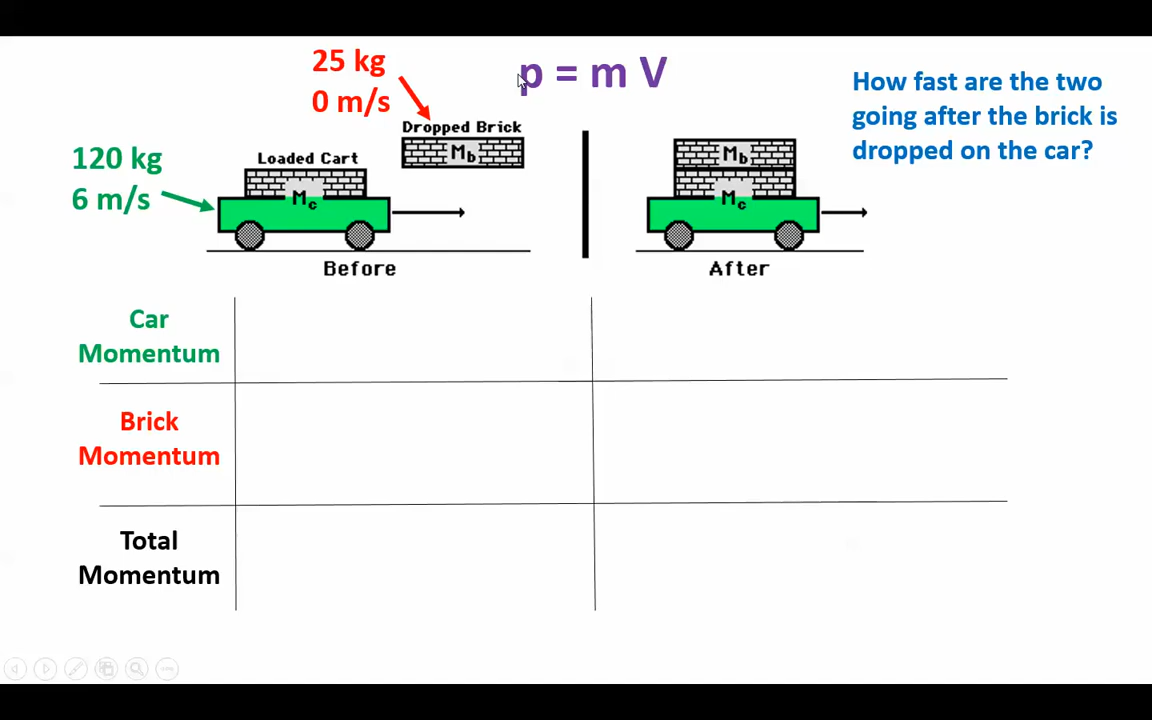 25 kg
0 m/s
p = m V
How fast are the two
going after the brick is
dropped on the car?
120 kg
6 m/s
Dropped Brick
Mb
Loaded Cart
Mc
Mb
Mc
Before
After
Car
Momentum
Brick
Momentum
Total
Momentum